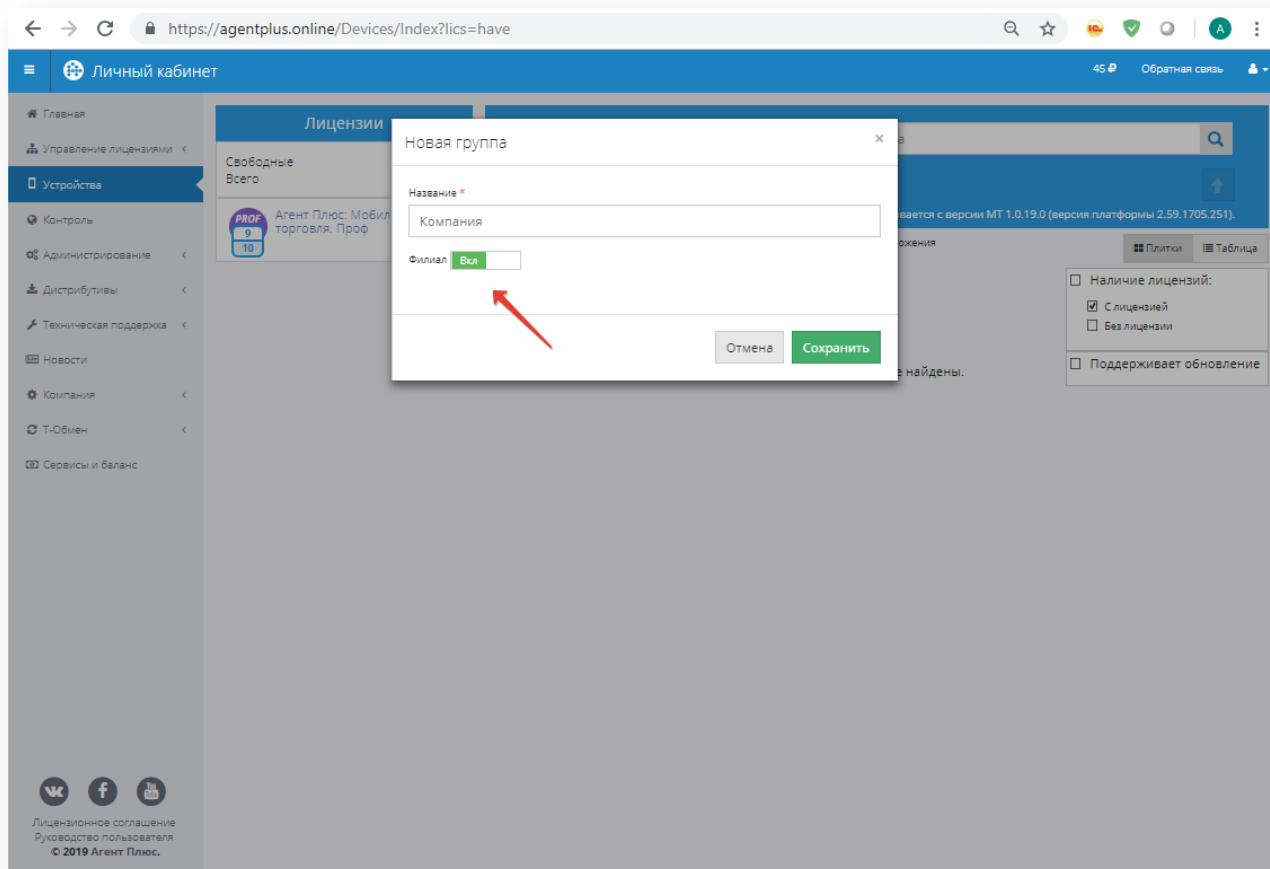 https://agentplus.online/Devices/Index?lics=have
1С
A
Личный кабинет
45 ₽
Обратная связь
Главная
Управление лицензиями
Устройства
Контроль
Администрирование
Дистрибутивы
Техническая поддержка
Новости
Компания
Т-Обмен
Сервисы и баланс
Лицензии
Свободные
Всего
PROF
9
10
Агент Плюс: Мобил
торговля. Проф
Новая группа
×
Название *
Компания
Филиал Вкл
Отмена
Сохранить
вается с версии МТ 1.0.19.0 (версия платформы 2.59.1705.251).
ожения
Плитки
Таблица
Наличие лицензий:
С лицензией
Без лицензии
Поддерживает обновление
е найдены.
You
Tube
Лицензионное соглашение
Руководство пользователя
© 2019 Агент Плюс.